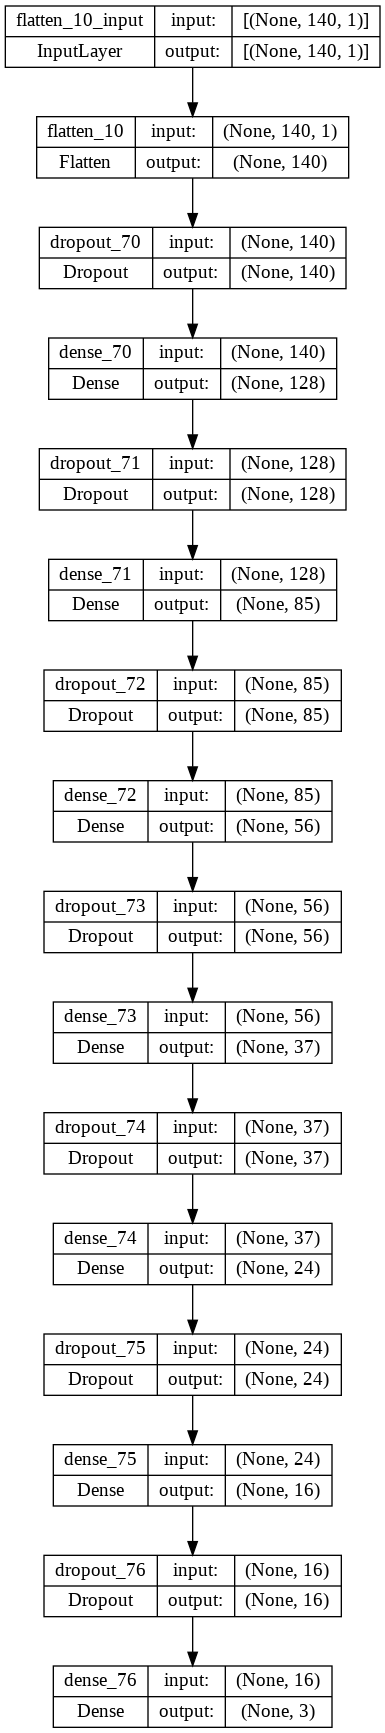 flatten_10_input input: [(None, 140, 1)]
InputLayer output: [(None, 140, 1)]
flatten_10 input: (None, 140, 1)
Flatten output: (None, 140)
dropout_70 input: (None, 140)
Dropout output: (None, 140)
dense_70 input: (None, 140)
Dense output: (None, 128)
dropout_71 input: (None, 128)
Dropout output: (None, 128)
dense_71 input: (None, 128)
Dense output: (None, 85)
dropout_72 input: (None, 85)
Dropout output: (None, 85)
dense_72 input: (None, 85)
Dense output: (None, 56)
dropout_73 input: (None, 56)
Dropout output: (None, 56)
dense_73 input: (None, 56)
Dense output: (None, 37)
dropout_74 input: (None, 37)
Dropout output: (None, 37)
dense_74 input: (None, 37)
Dense output: (None, 24)
dropout_75 input: (None, 24)
Dropout output: (None, 24)
dense_75 input: (None, 24)
Dense output: (None, 16)
dropout_76 input: (None, 16)
Dropout output: (None, 16)
dense_76 input: (None, 16)
Dense output: (None, 3)